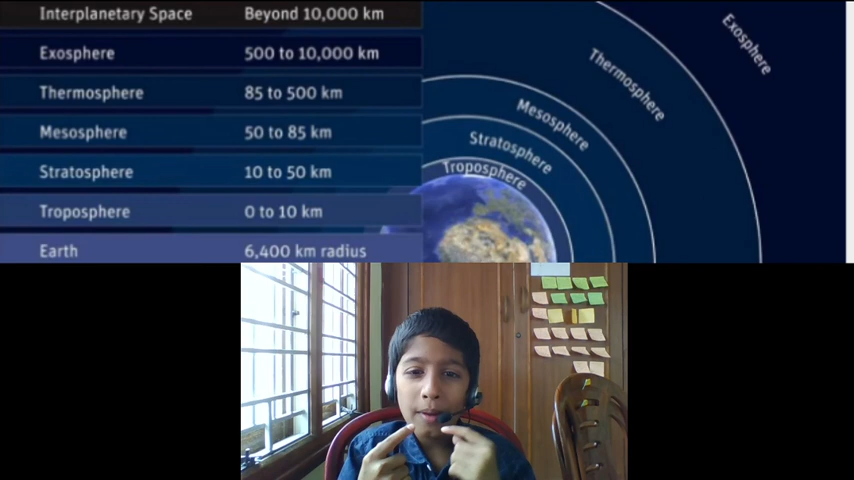 Interplanetary Space Beyond 10,000 km
Exosphere 500 to 10,000 km
Thermosphere 85 to 500 km
Mesosphere 50 to 85 km
Stratosphere 10 to 50 km
Troposphere 0 to 10 km
Earth 6,400 km radius
Exosphere
Thermosphere
Mesosphere
Stratosphere
Troposphere